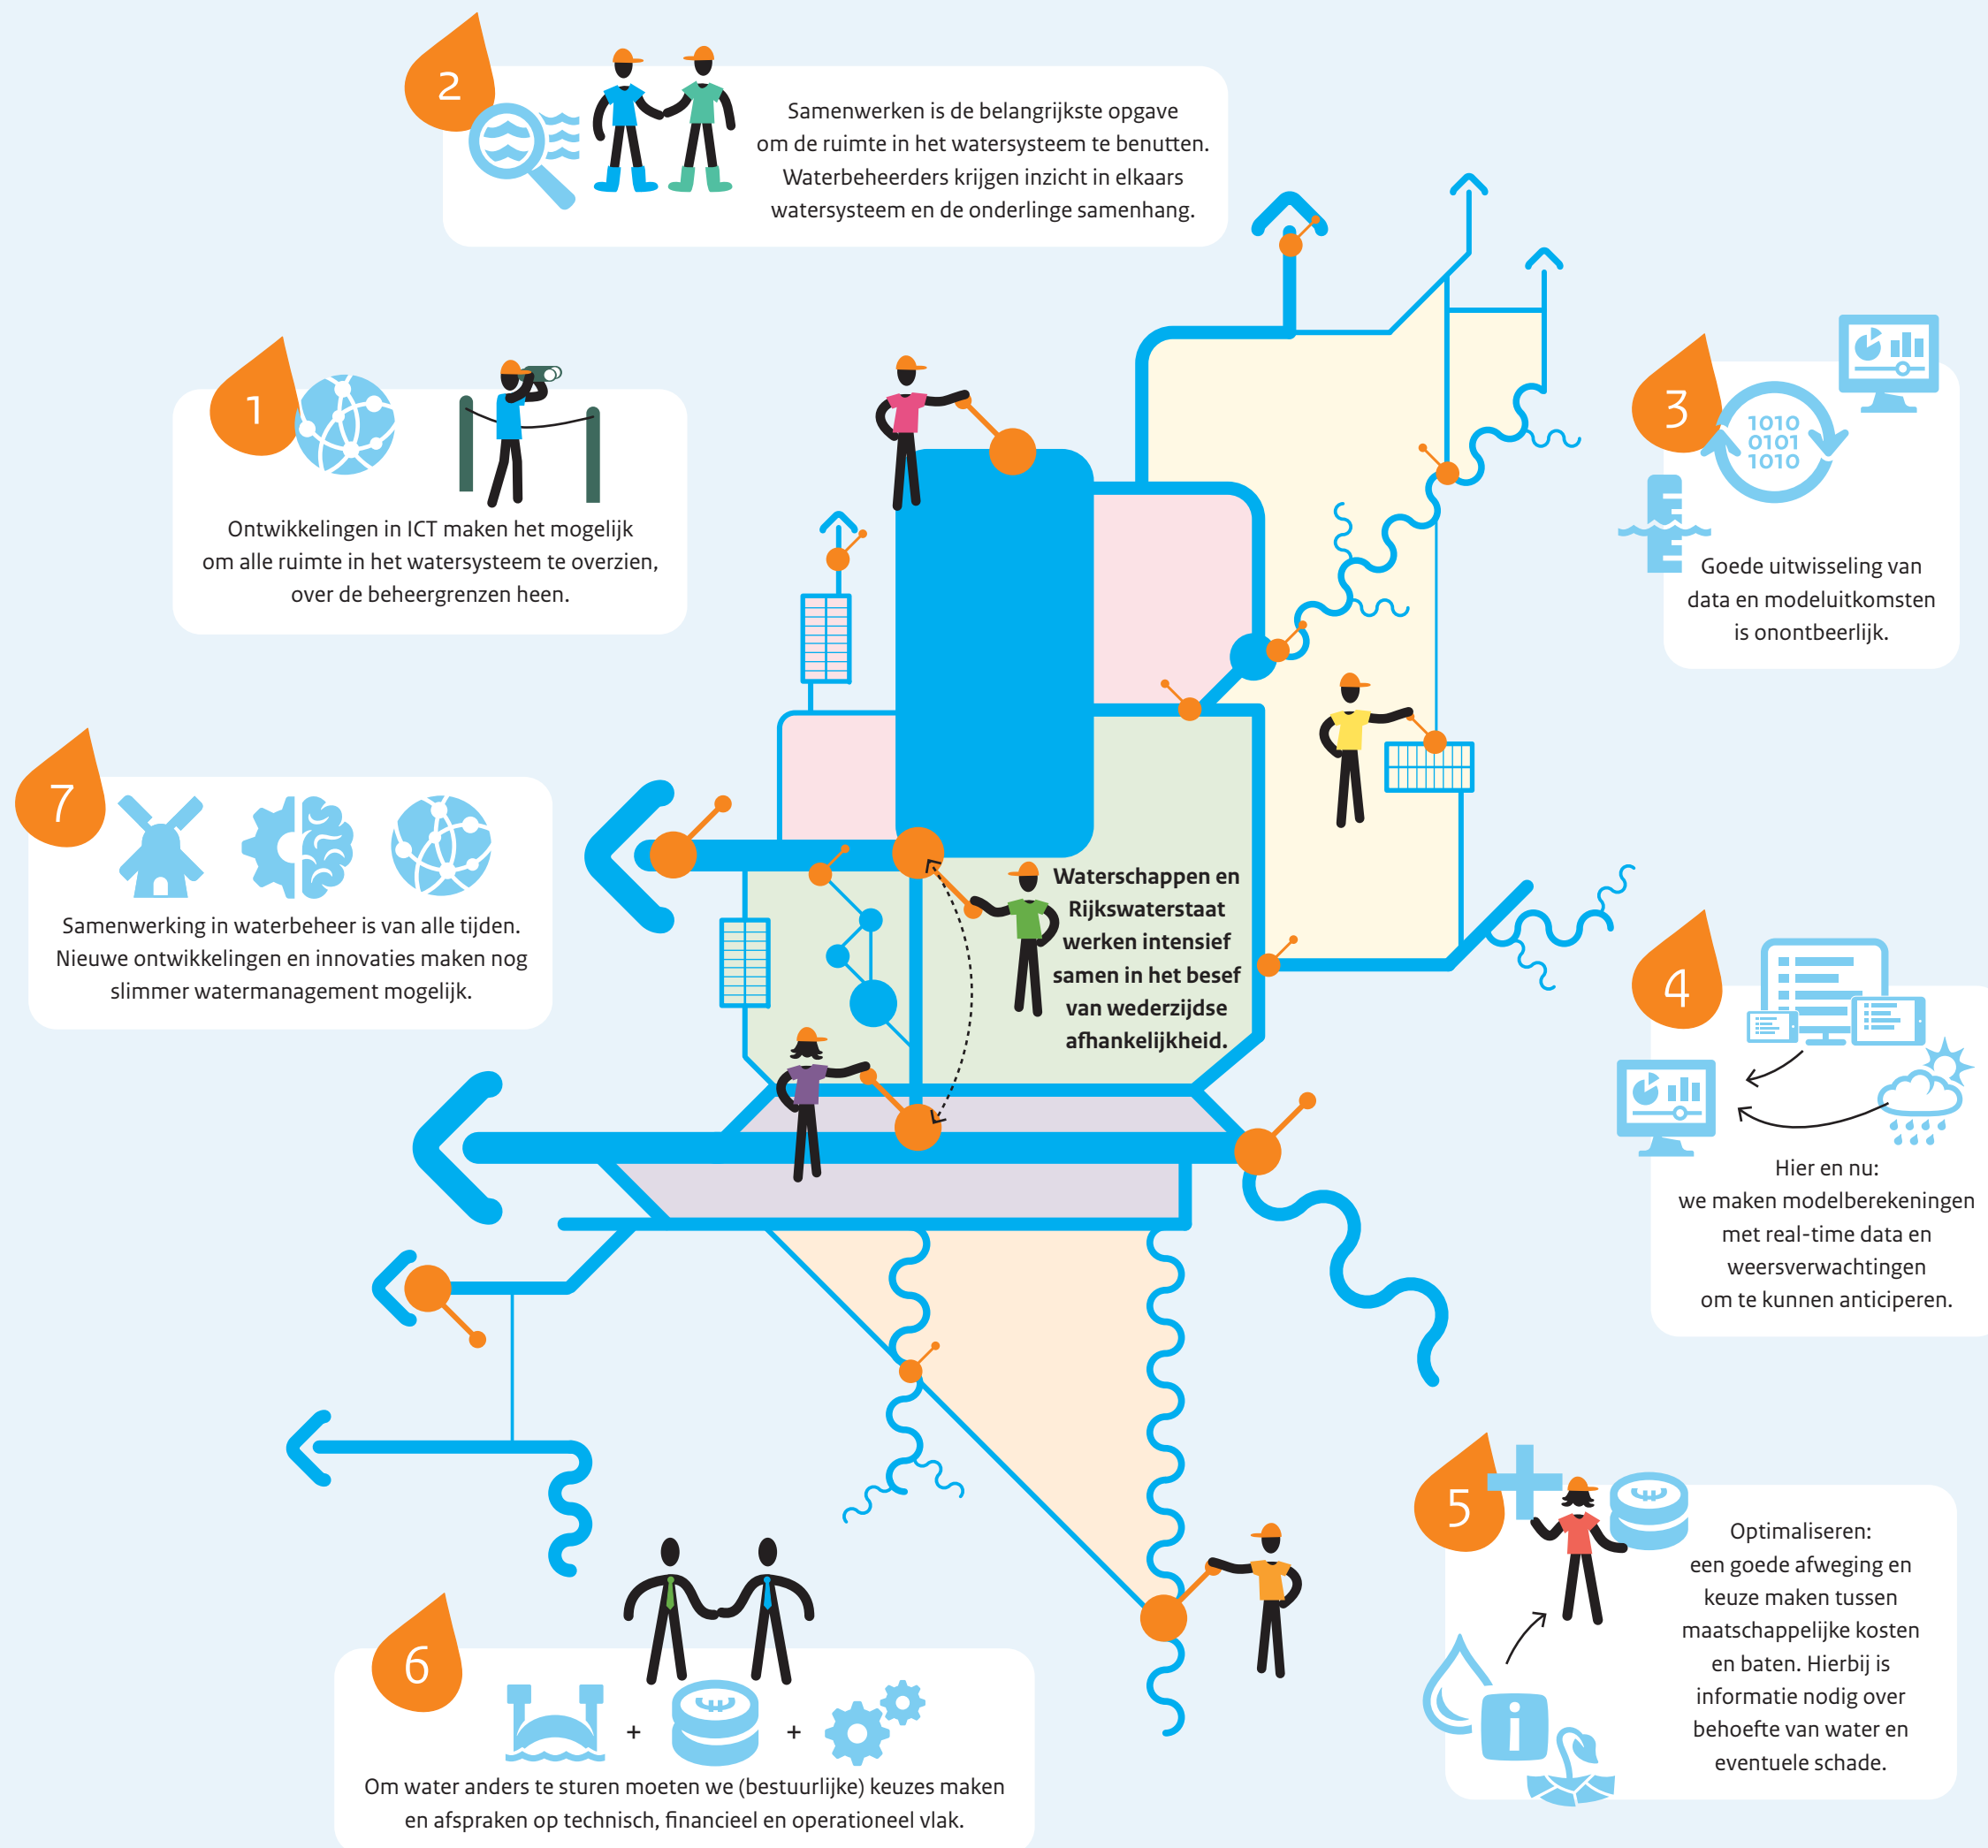 1
Ontwikkelingen in ICT maken het mogelijk
om alle ruimte in het watersysteem te overzien,
over de beheergrenzen heen.
2
Samenwerken is de belangrijkste opgave
om de ruimte in het watersysteem te benutten.
Waterbeheerders krijgen inzicht in elkaars
watersysteem en de onderlinge samenhang.
3
1010
0101
1010
Goede uitwisseling van
data en modeluitkomsten
is onontbeerlijk.
4
Hier en nu:
we maken modelberekeningen
met real-time data en
weersverwachtingen
om te kunnen anticiperen.
5
€
i
Optimaliseren:
een goede afweging en
keuze maken tussen
maatschappelijke kosten
en baten. Hierbij is
informatie nodig over
behoefte van water en
eventuele schade.
6
+ € +
Om water anders te sturen moeten we (bestuurlijke) keuzes maken
en afspraken op technisch, financieel en operationeel vlak.
7
Samenwerking in waterbeheer is van alle tijden.
Nieuwe ontwikkelingen en innovaties maken nog
slimmer watermanagement mogelijk.
Waterschappen en
Rijkswaterstaat
werken intensief
samen in het besef
van wederzijdse
afhankelijkheid.